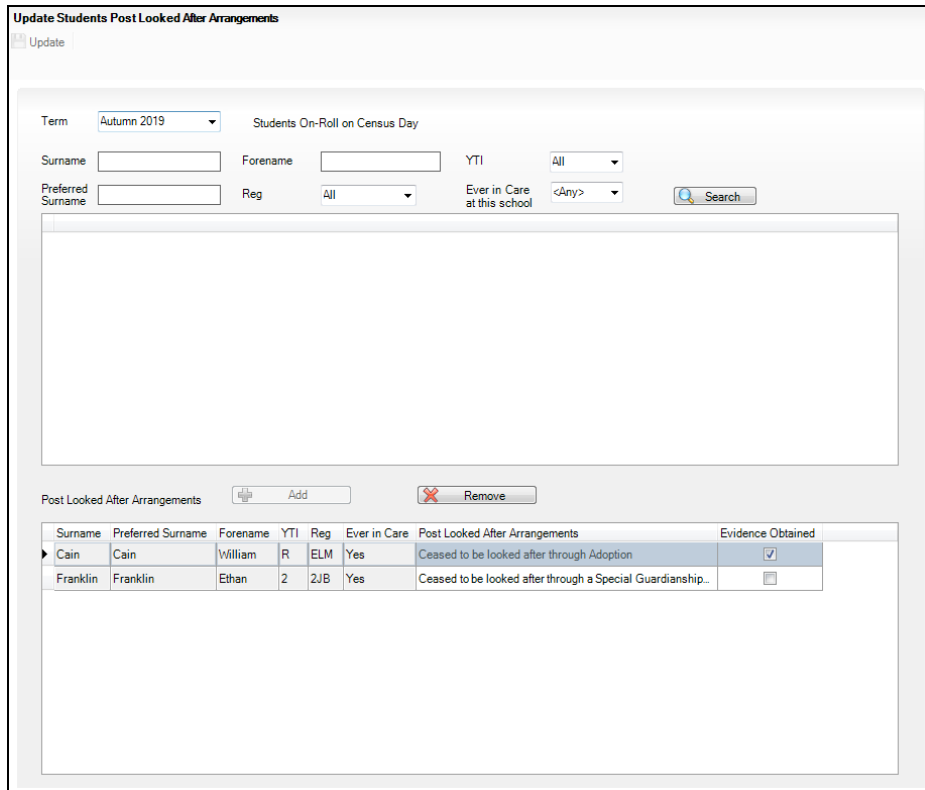 Update Students Post Looked After Arrangements
Update
Term Autumn 2019 Students On-Roll on Census Day
Surname Forename YTI All
Preferred Surname Reg All Ever in Care at this school <Any> Search
Post Looked After Arrangements Add Remove
Surname Preferred Surname Forename YTI Reg Ever in Care Post Looked After Arrangements Evidence Obtained
Cain Cain William R ELM Yes Ceased to be looked after through Adoption
Franklin Franklin Ethan 2 2JB Yes Ceased to be looked after through a Special Guardianship...